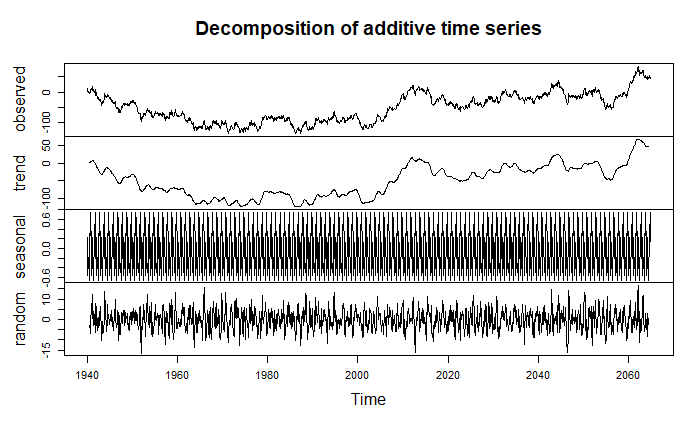 Decomposition of additive time series
observed
0
-100
trend
50
0
-100
seasonal
0.6
0.0
-0.6
random
10
0
-15
1940 1960 1980 2000 2020 2040 2060
Time